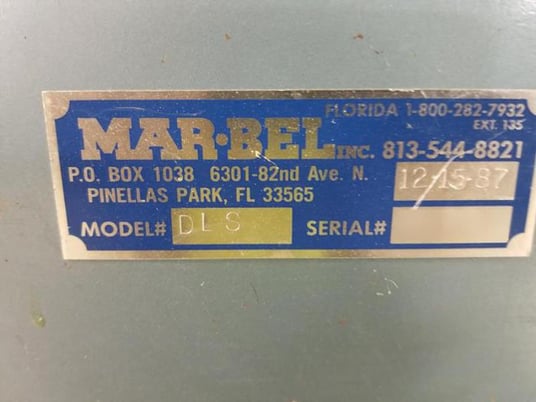 FLORIDA 1-800-282-7932
EXT. 135
MAR•BEL INC. 813-544-8821
P.O. BOX 1038 6301-82nd Ave. N. 12-15-87
PINELLAS PARK, FL 33565
MODEL# DLS SERIAL#